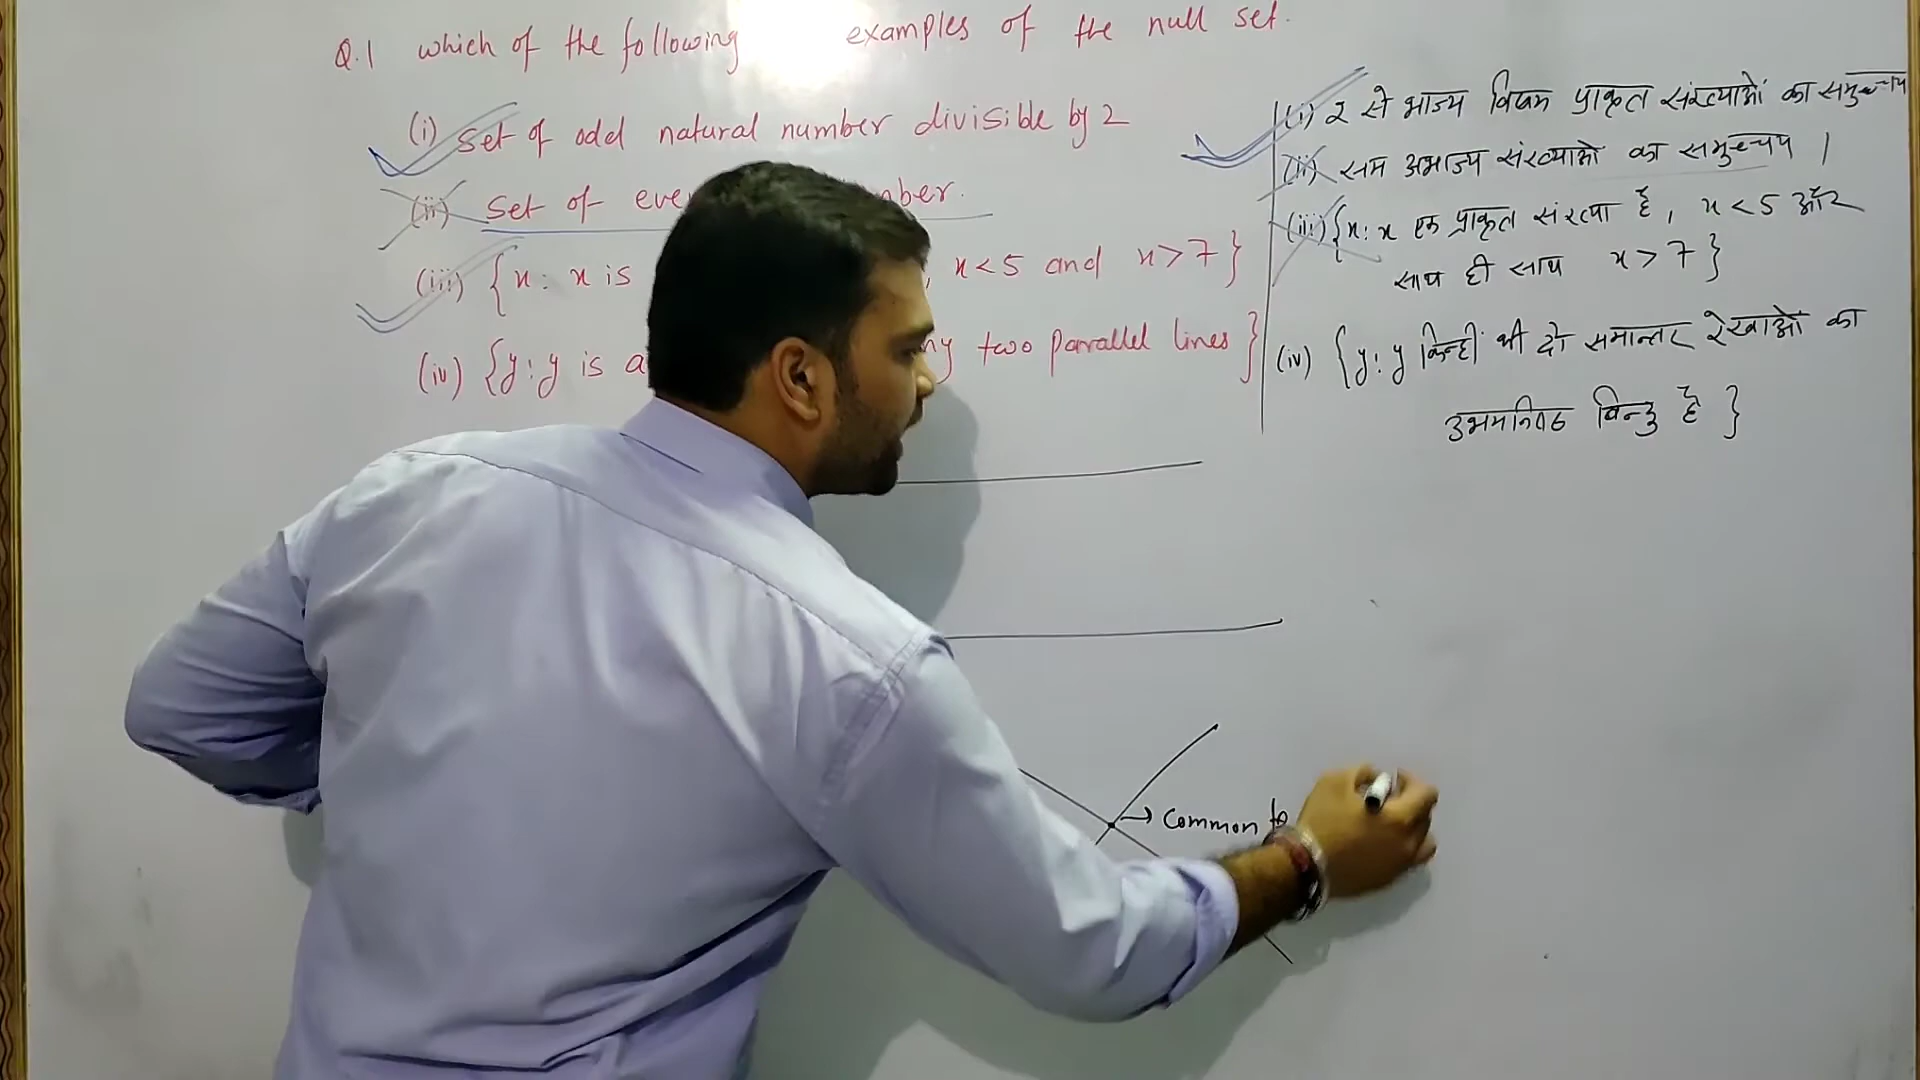 Q.1 which of the following examples of the null set.
(i) Set of odd natural number divisible by 2
(ii) Set of
(iii) {x : x is x < 5 and x > 7}
(iv) {y : y is a two parallel lines}
(i) 2 से भाज्य विषम प्राकृत संख्याओं का समुच्चय
(ii) सम अभाज्य संख्याओं का समुच्चय |
(iii) {x : x एक प्राकृत संख्या है, x < 5 और
साथ ही साथ x > 7}
(iv) {y : y किन्हीं भी दो समान्तर रेखाओं का
उभयनिष्ठ बिन्दु है }
→ Common to